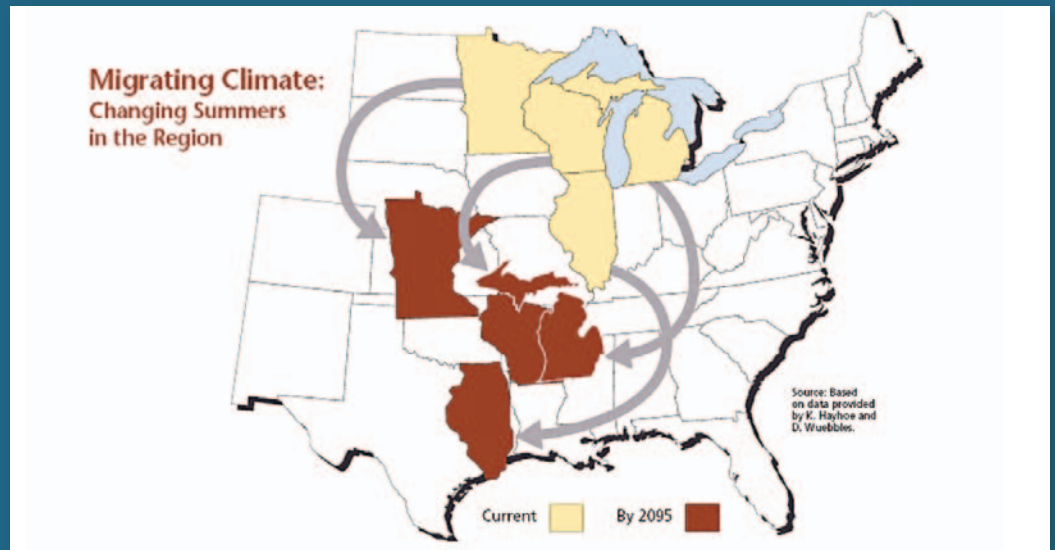 Migrating Climate:
Changing Summers
in the Region
Source: Based
on data provided
by K. Hayhoe and
D. Wuebbles.
Current
By 2095